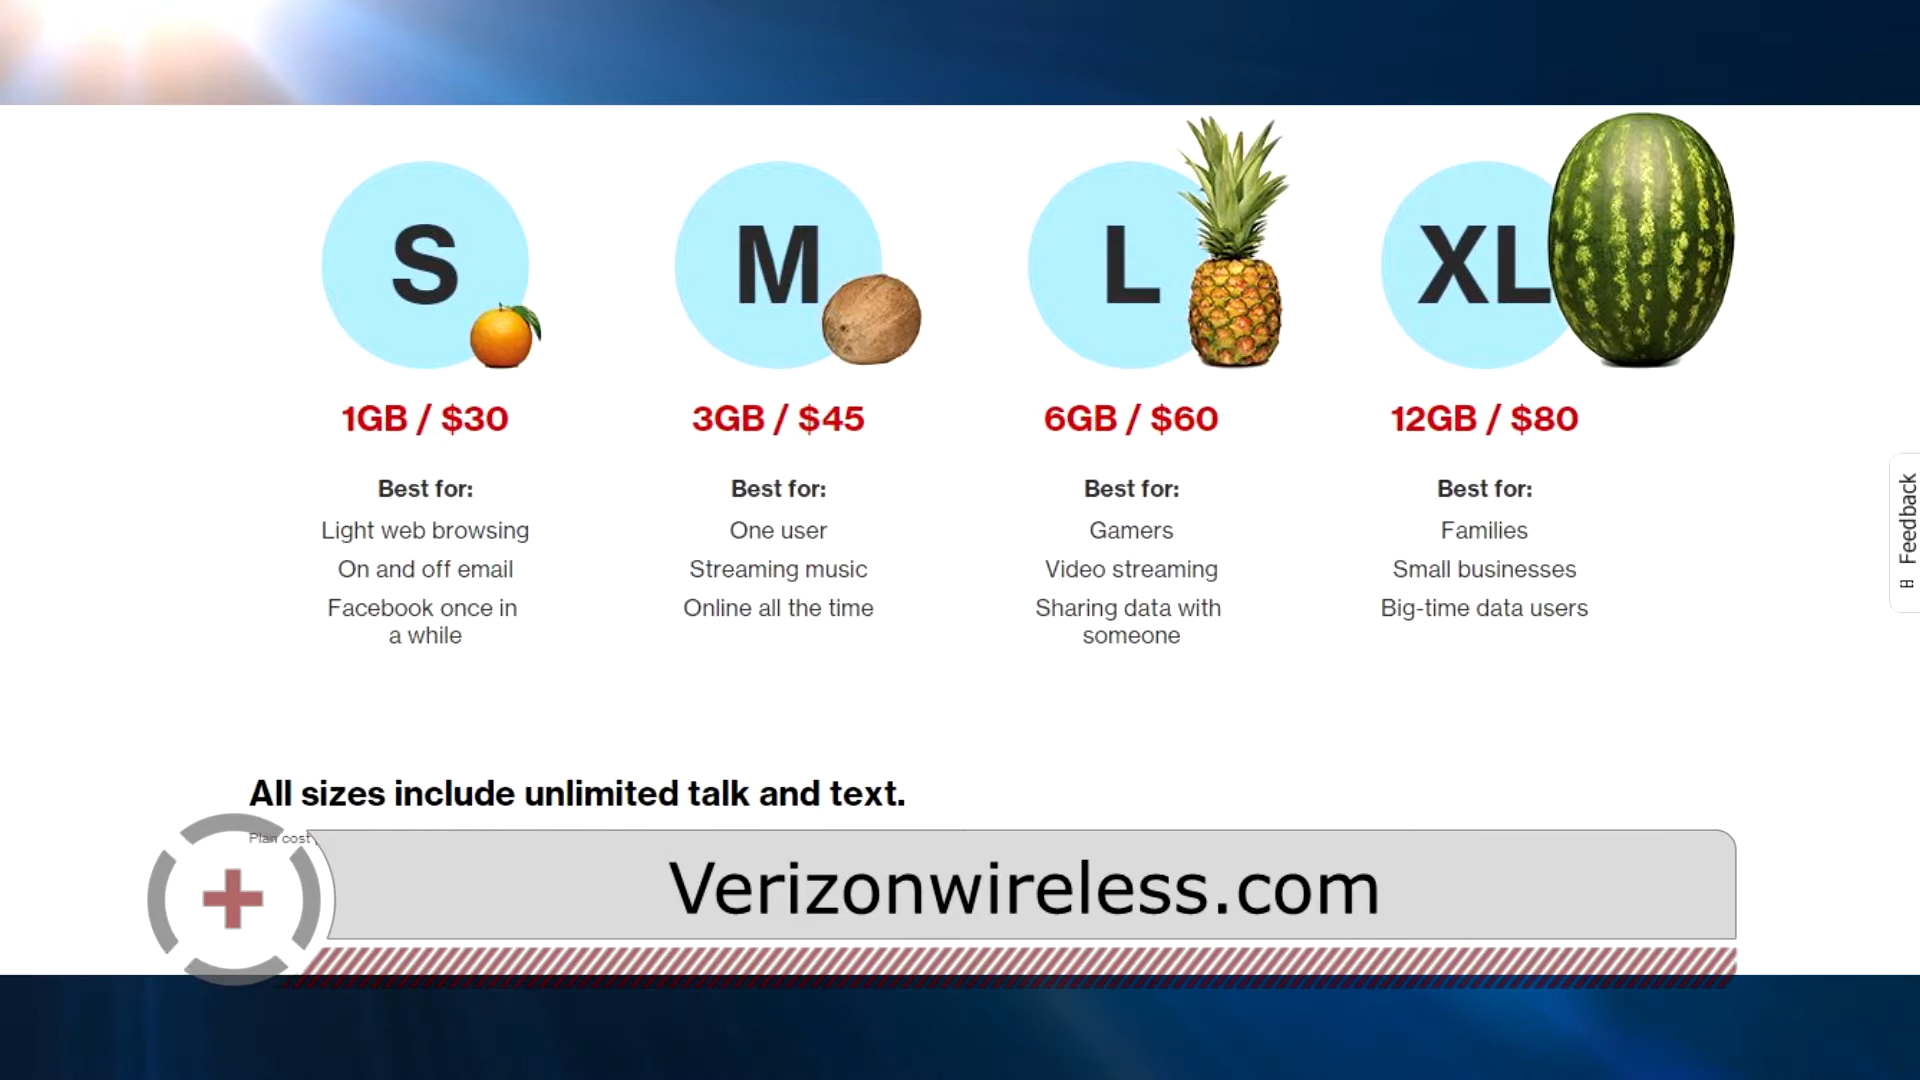 S
M
L
XL
1GB / $30
3GB / $45
6GB / $60
12GB / $80
Best for:
Light web browsing
On and off email
Facebook once in
a while
Best for:
One user
Streaming music
Online all the time
Best for:
Gamers
Video streaming
Sharing data with
someone
Best for:
Families
Small businesses
Big-time data users
Feedback
All sizes include unlimited talk and text.
Plan cost
Verizonwireless.com